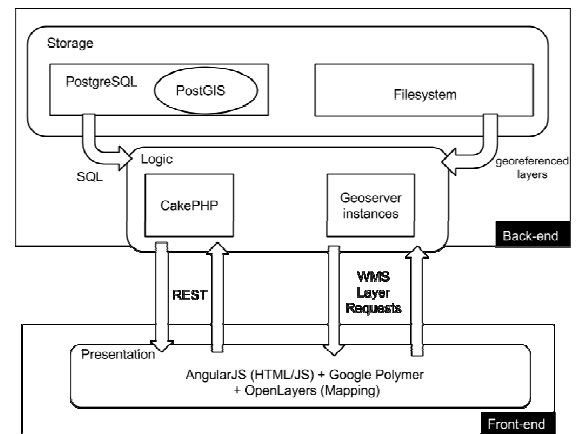 Storage
PostgreSQL
PostGIS
Filesystem
SQL
georeferenced
layers
Logic
CakePHP
Geoserver
instances
Back-end
REST
WMS
Layer
Requests
Presentation
AngularJS (HTML/JS) + Google Polymer
+ OpenLayers (Mapping)
Front-end